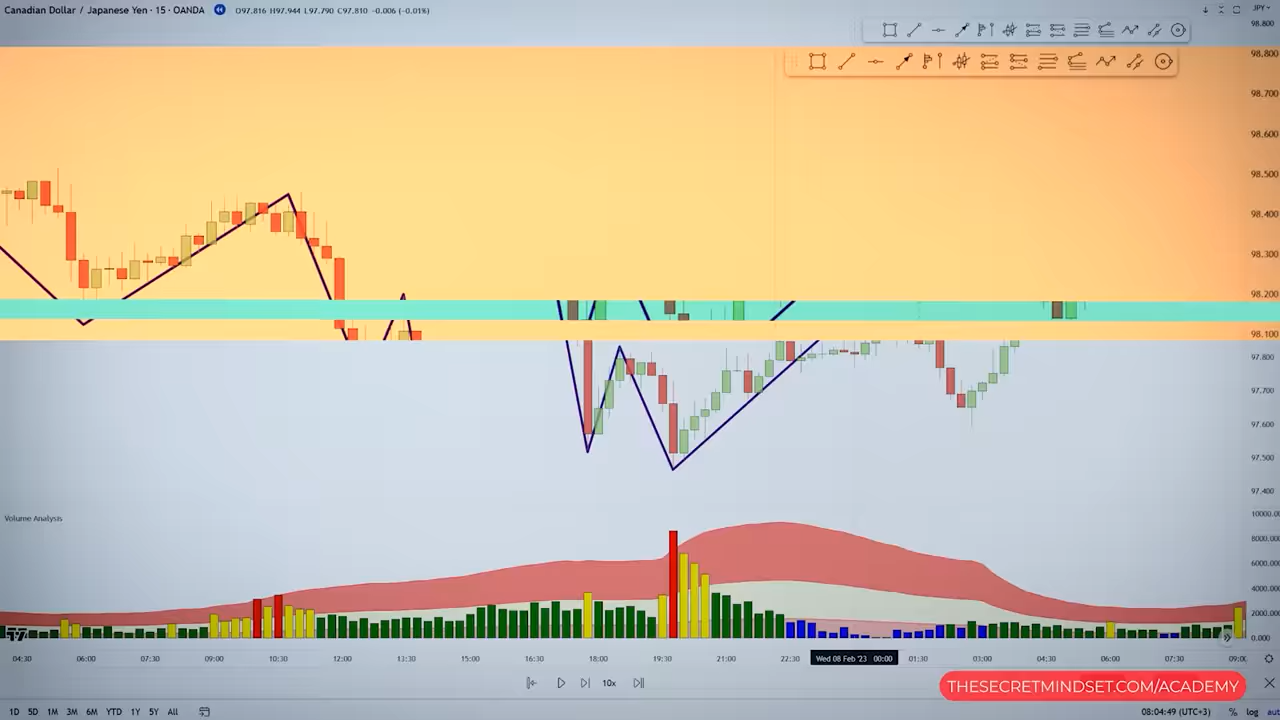 Canadian Dollar / Japanese Yen · 15 · OANDA O97.816 H97.944 L97.790 C97.810 -0.006 (-0.01%)
JPY
98.800
98.800
98.700
98.600
98.500
98.400
98.300
98.200
98.100
97.800
97.700
97.600
97.500
97.400
Volume Analysis
10000.00
8000.000
6000.000
4000.000
2000.000
0.000
04:30 06:00 07:30 09:00 10:30 12:00 13:30 15:00 16:30 18:00 19:30 21:00 22:30 Wed 08 Feb '23 00:00 01:30 03:00 04:30 06:00 07:30 09:00
10x
THESECRETMINDSET.COM/ACADEMY
1D 5D 1M 3M 6M YTD 1Y 5Y All
08:04:49 (UTC+3) % log